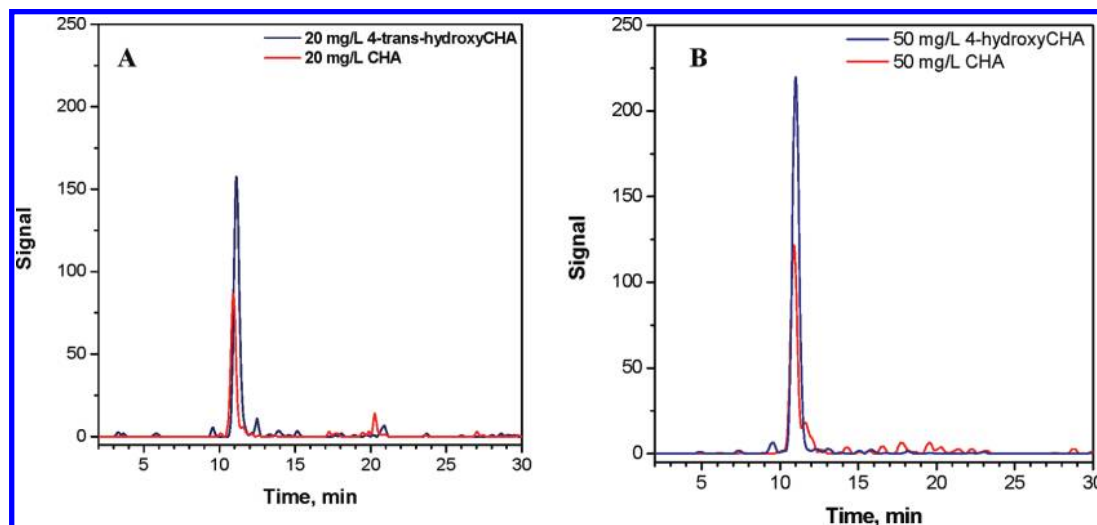 A
20 mg/L 4-trans-hydroxyCHA
20 mg/L CHA
250
200
150
100
50
0
Signal
5 10 15 20 25 30
Time, min
B
50 mg/L 4-hydroxyCHA
50 mg/L CHA
250
200
150
100
50
0
Signal
5 10 15 20 25 30
Time, min